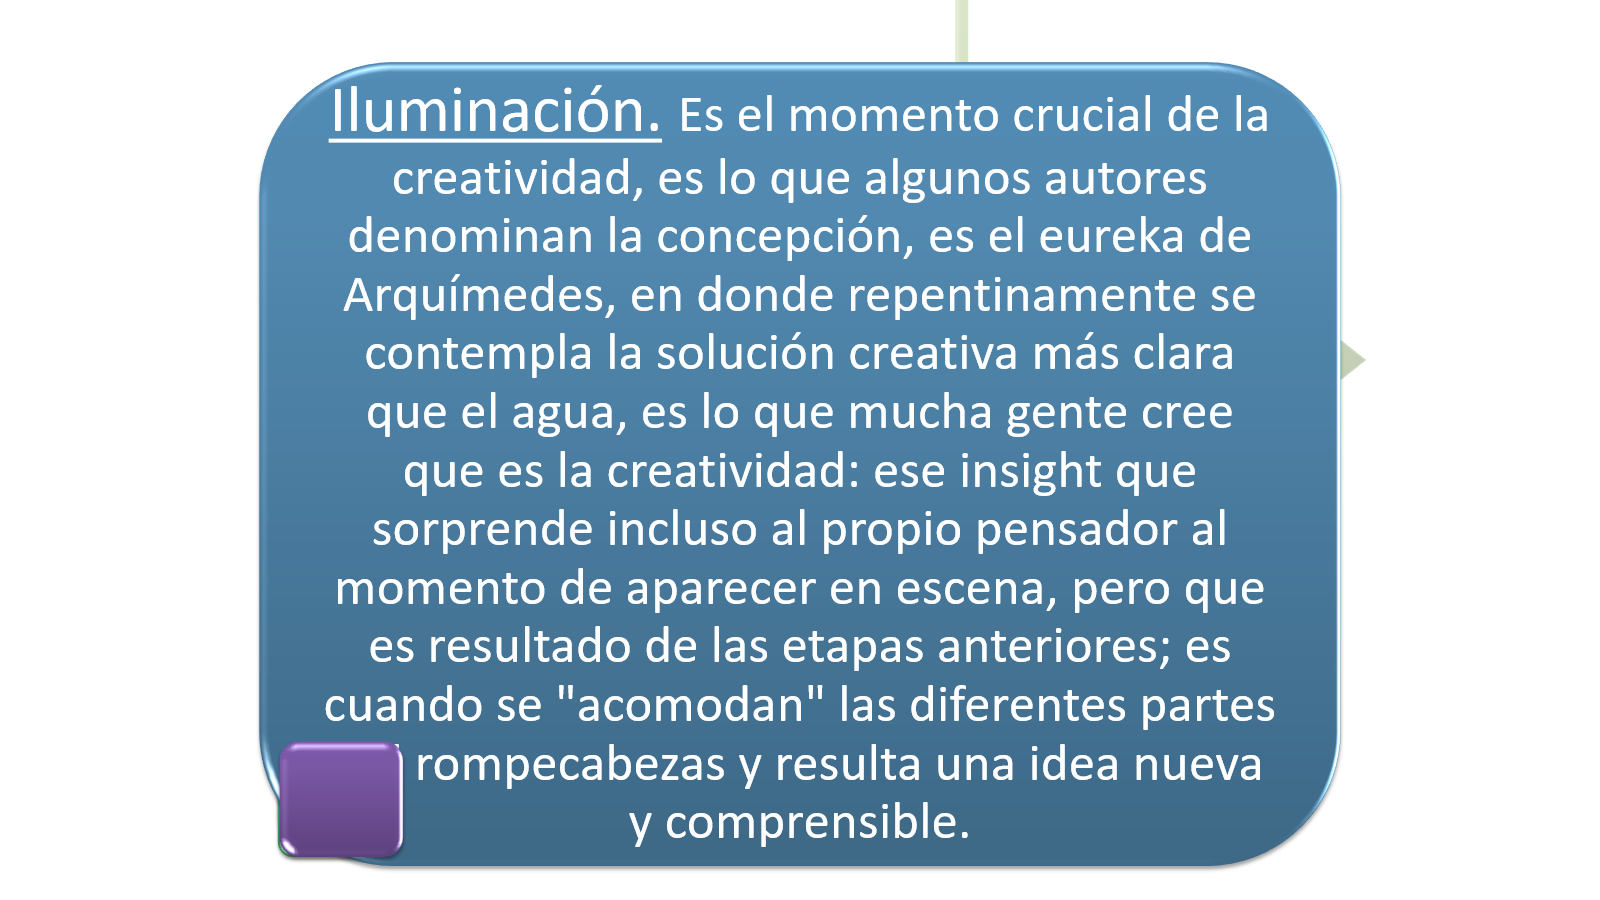 Iluminación. Es el momento crucial de la
creatividad, es lo que algunos autores
denominan la concepción, es el eureka de
Arquímedes, en donde repentinamente se
contempla la solución creativa más clara
que el agua, es lo que mucha gente cree
que es la creatividad: ese insight que
sorprende incluso al propio pensador al
momento de aparecer en escena, pero que
es resultado de las etapas anteriores; es
cuando se "acomodan" las diferentes partes
rompecabezas y resulta una idea nueva
y comprensible.